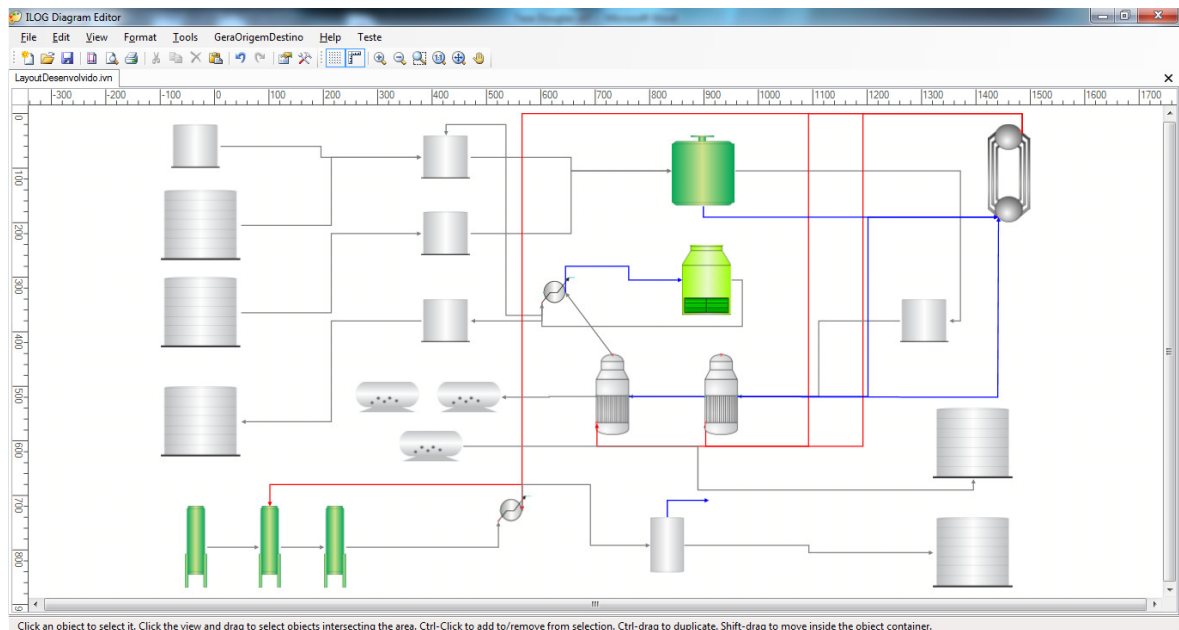 ILOG Diagram Editor
File Edit View Format Tools GeraOrigemDestino Help Teste
LayoutDesenvolvido.ivn
-300 -200 -100 0 100 200 300 400 500 600 700 800 900 1000 1100 1200 1300 1400 1500 1600 1700
0
100
200
300
400
500
600
700
800
Click an object to select it. Click the view and drag to select objects intersecting the area. Ctrl-Click to add to/remove from selection. Ctrl-drag to duplicate. Shift-drag to move inside the object container.